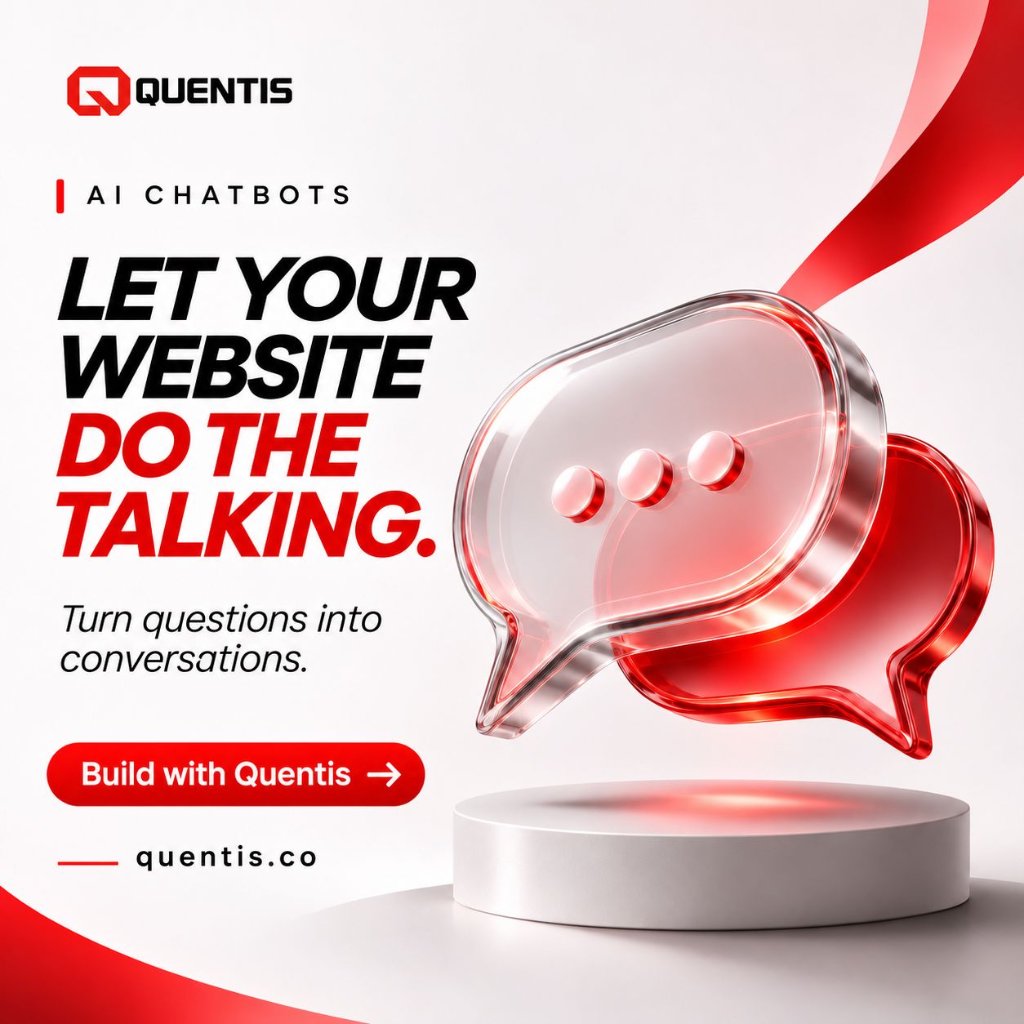 QUENTIS
AI CHATBOTS
LET YOUR
WEBSITE
DO THE
TALKING.
Turn questions into
conversations.
Build with Quentis →
quentis.co